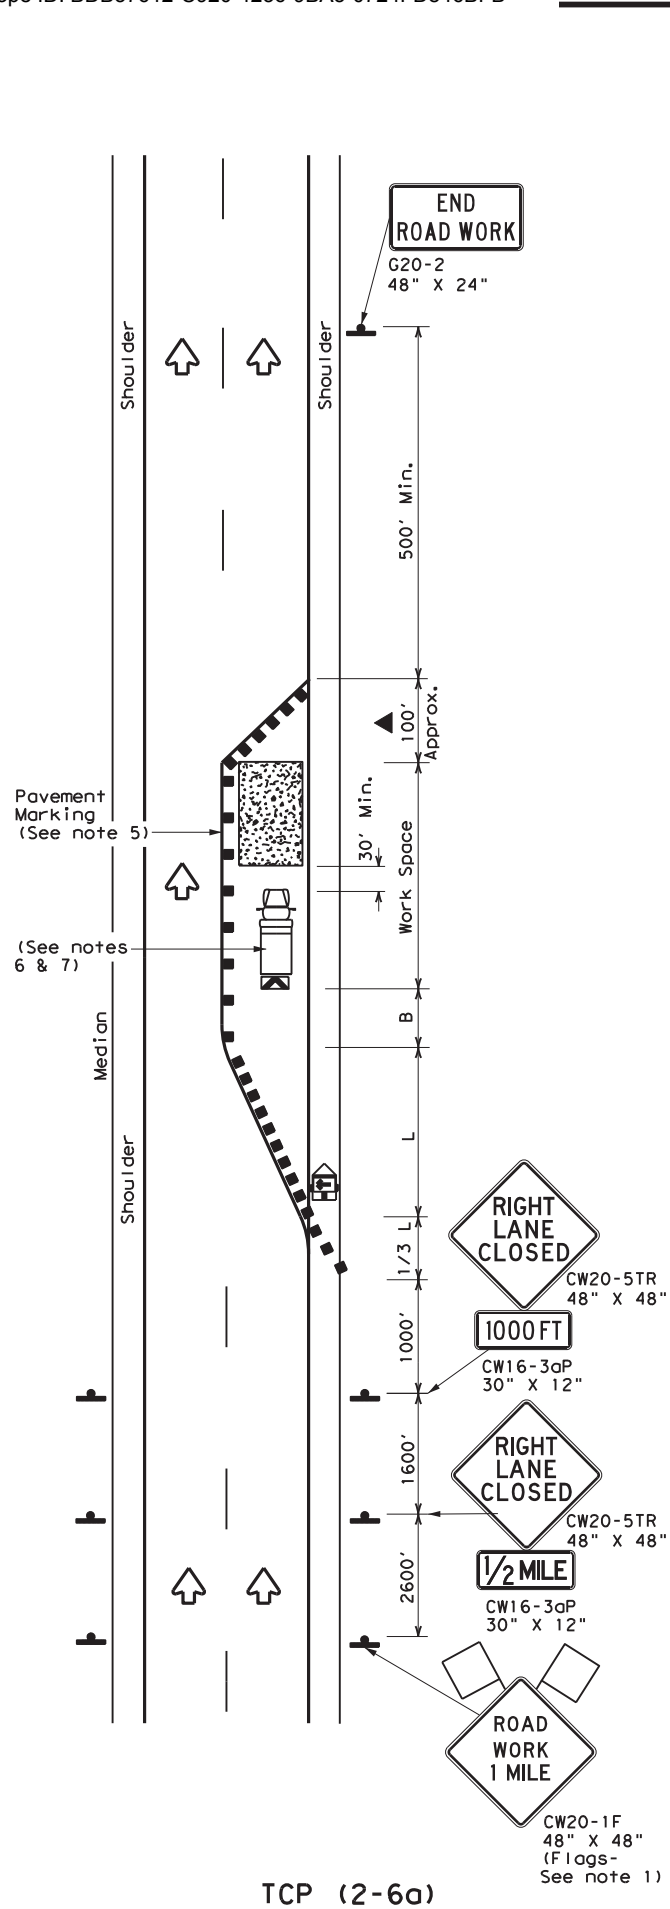 END
ROAD WORK
G20-2
48" X 24"
Shoulder
Shoulder
500' Min.
100'
Approx.
Pavement
Marking
(See note 5)
30' Min.
Work Space
(See notes
6 & 7)
B
Median
L
Shoulder
1/3 L
RIGHT
LANE
CLOSED
CW20-5TR
48" X 48"
1000 FT
1000'
CW16-3aP
30" X 12"
RIGHT
LANE
CLOSED
1600'
CW20-5TR
48" X 48"
1/2 MILE
2600'
CW16-3aP
30" X 12"
ROAD
WORK
1 MILE
CW20-1F
48" X 48"
(Flags-
See note 1)
TCP (2-6a)